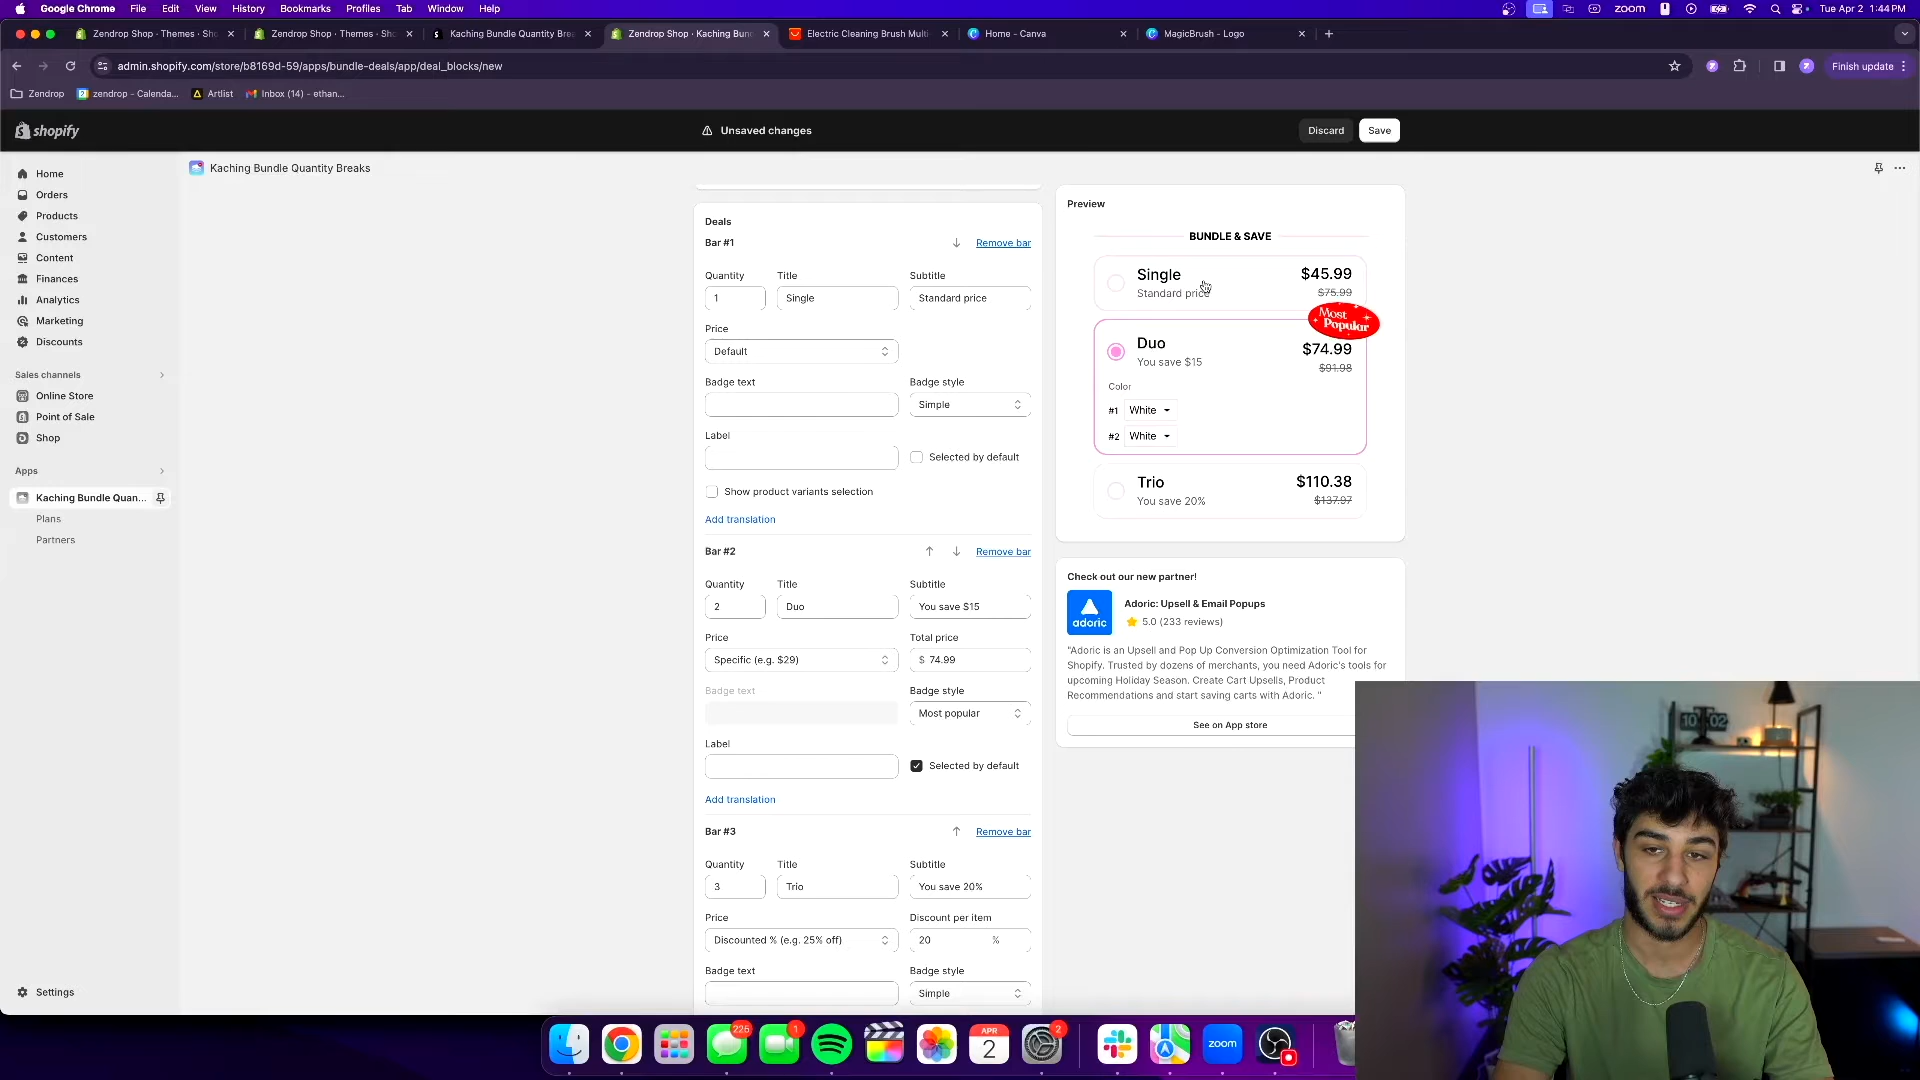 Google Chrome File Edit View History Bookmarks Profiles Tab Window Help zoom Tue Apr 2 1:44 PM
Zendrop Shop · Themes · Sho Zendrop Shop · Themes · Sho Kaching Bundle Quantity Brea Zendrop Shop · Kaching Bund Electric Cleaning Brush Multi- Home - Canva MagicBrush - Logo
admin.shopify.com/store/b8169d-59/apps/bundle-deals/app/deal_blocks/new Finish update
Zendrop zendrop - Calenda... Artlist Inbox (14) - ethan...
shopify Unsaved changes Discard Save
Kaching Bundle Quantity Breaks
Home
Orders
Products
Customers
Content
Finances
Analytics
Marketing
Discounts
Sales channels
Online Store
Point of Sale
Shop
Apps
Kaching Bundle Quan...
Plans
Partners
Settings
Deals
Bar #1 Remove bar
Quantity Title Subtitle
1 Single Standard price
Price
Default
Badge text Badge style
Simple
Label
Selected by default
Show product variants selection
Add translation
Bar #2 Remove bar
Quantity Title Subtitle
2 Duo You save $15
Price Total price
Specific (e.g. $29) $ 74.99
Badge text Badge style
Most popular
Label
Selected by default
Add translation
Bar #3 Remove bar
Quantity Title Subtitle
3 Trio You save 20%
Price Discount per item
Discounted % (e.g. 25% off) 20 %
Badge text Badge style
Simple
Preview
BUNDLE & SAVE
Single $45.99
Standard price $75.99
Most
Popular
Duo $74.99
You save $15 $91.98
Color
#1 White
#2 White
Trio $110.38
You save 20% $137.97
Check out our new partner!
adoric
Adoric: Upsell & Email Popups
5.0 (233 reviews)
"Adoric is an Upsell and Pop Up Conversion Optimization Tool for
Shopify. Trusted by dozens of merchants, you need Adoric's tools for
upcoming Holiday Season. Create Cart Upsells, Product
Recommendations and start saving carts with Adoric. "
See on App store
10:02
226 1 APR 2 2 zoom